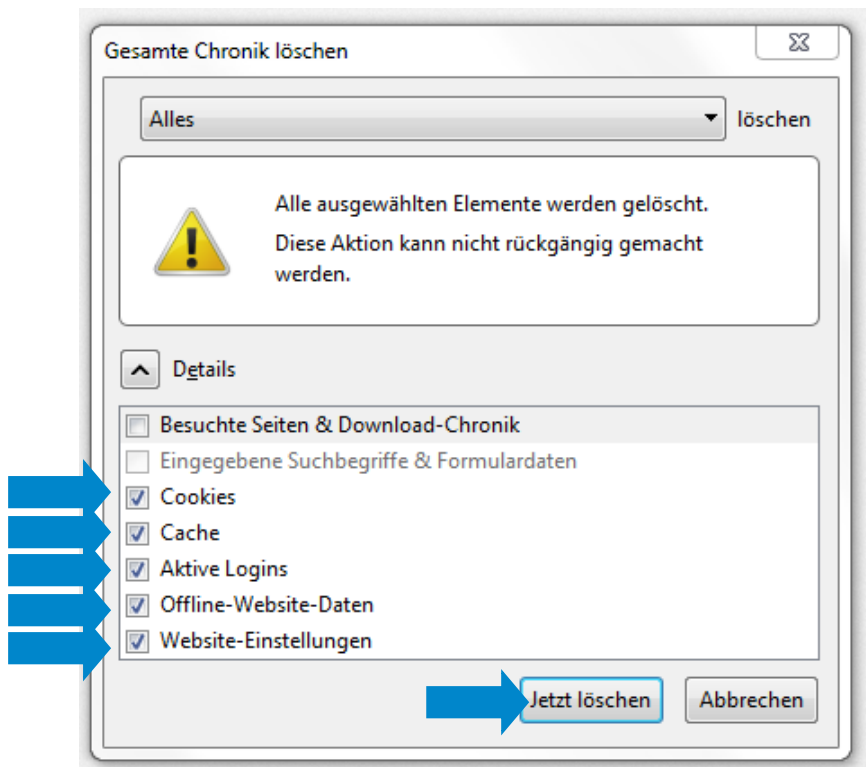 Gesamte Chronik löschen
Alles löschen
Alle ausgewählten Elemente werden gelöscht.
Diese Aktion kann nicht rückgängig gemacht
werden.
Details
Besuchte Seiten & Download-Chronik
Eingegebene Suchbegriffe & Formulardaten
Cookies
Cache
Aktive Logins
Offline-Website-Daten
Website-Einstellungen
Jetzt löschen Abbrechen